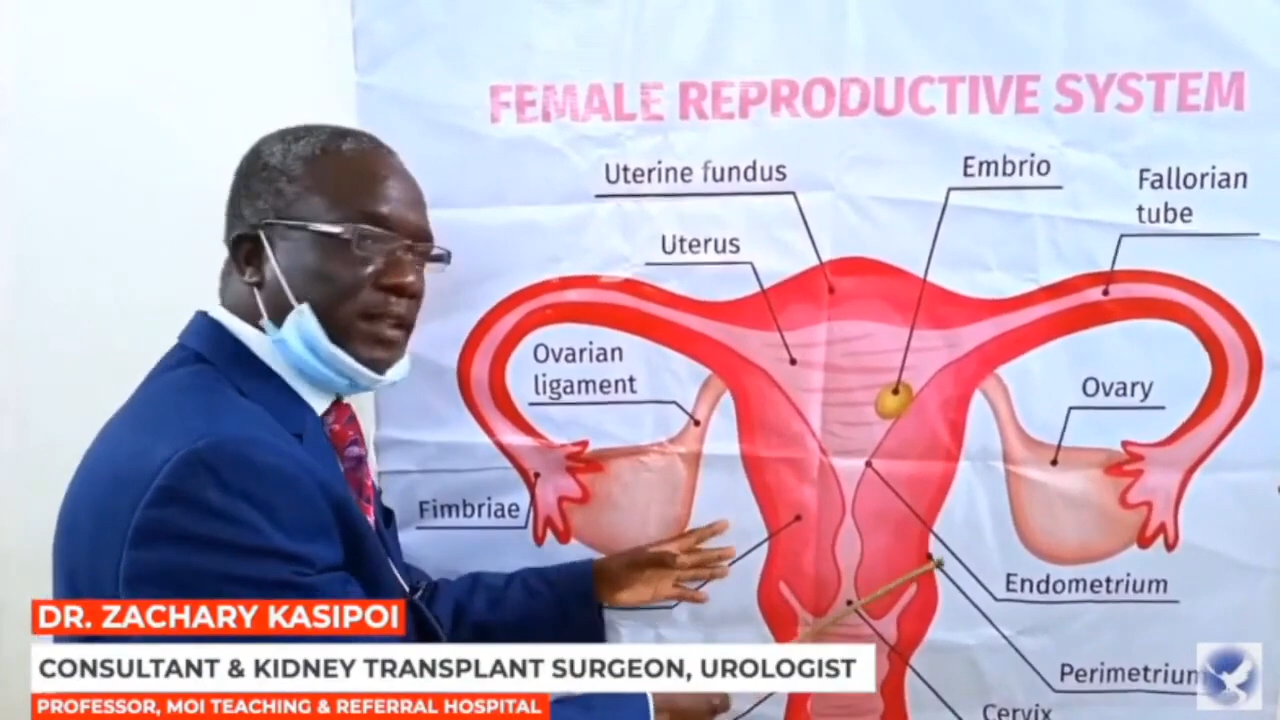 FEMALE REPRODUCTIVE SYSTEM
Uterine fundus
Embrio
Fallorian
tube
Uterus
Ovarian
ligament
Ovary
Fimbriae
Endometrium
Perimetrium
Cervix
DR. ZACHARY KASIPOI
CONSULTANT & KIDNEY TRANSPLANT SURGEON, UROLOGIST
PROFESSOR, MOI TEACHING & REFERRAL HOSPITAL